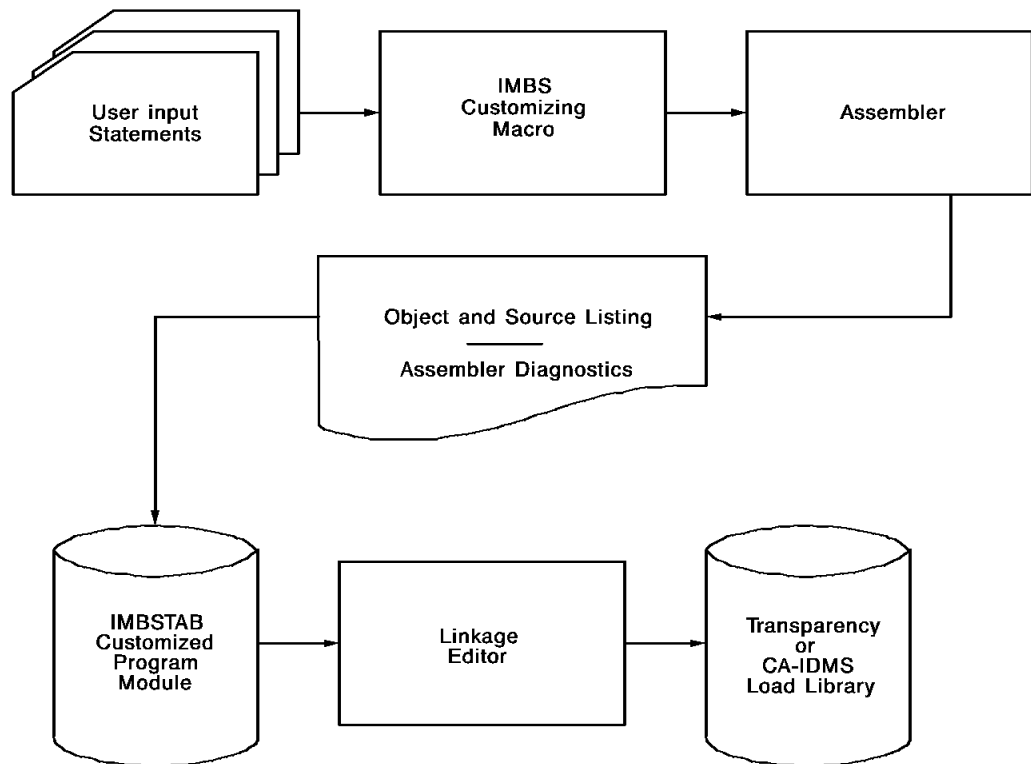 User input
Statements
IMBS
Customizing
Macro
Assembler
Object and Source Listing
Assembler Diagnostics
IMBSTAB
Customized
Program
Module
Linkage
Editor
Transparency
or
CA-IDMS
Load Library